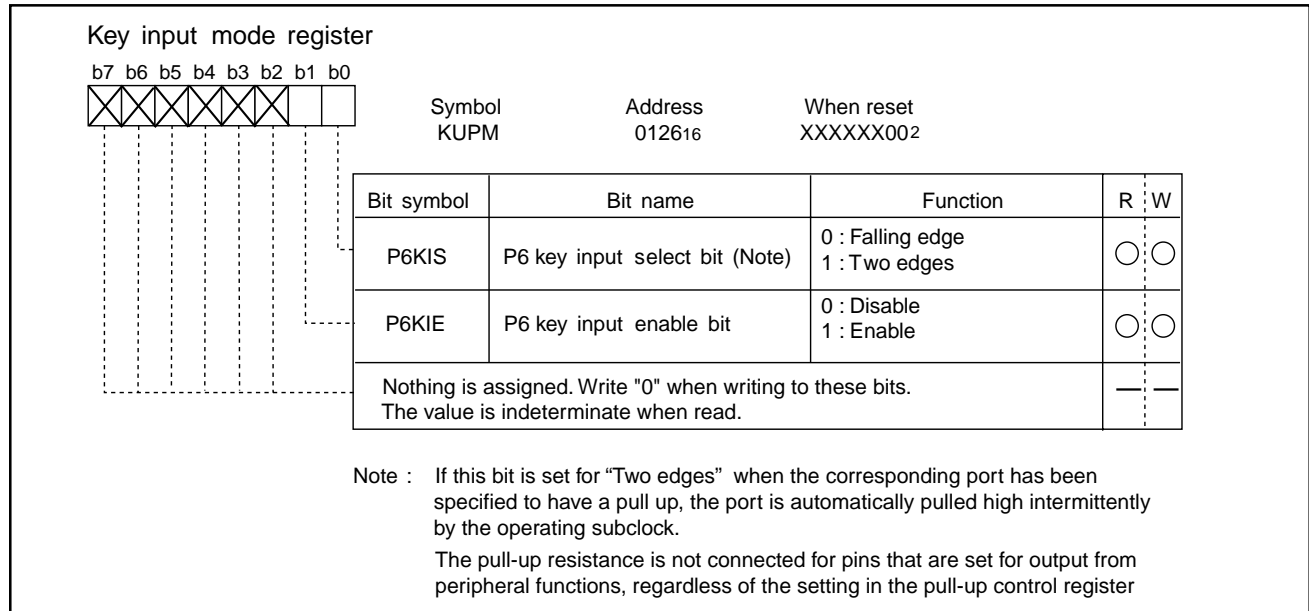 Key input mode register
b7 b6 b5 b4 b3 b2 b1 b0
Symbol Address When reset
KUPM 012616 XXXXXX002
Bit symbol Bit name Function R W
P6KIS P6 key input select bit (Note) 0 : Falling edge
1 : Two edges
P6KIE P6 key input enable bit 0 : Disable
1 : Enable
Nothing is assigned. Write "0" when writing to these bits.
The value is indeterminate when read.
Note : If this bit is set for “Two edges” when the corresponding port has been
specified to have a pull up, the port is automatically pulled high intermittently
by the operating subclock.
The pull-up resistance is not connected for pins that are set for output from
peripheral functions, regardless of the setting in the pull-up control register